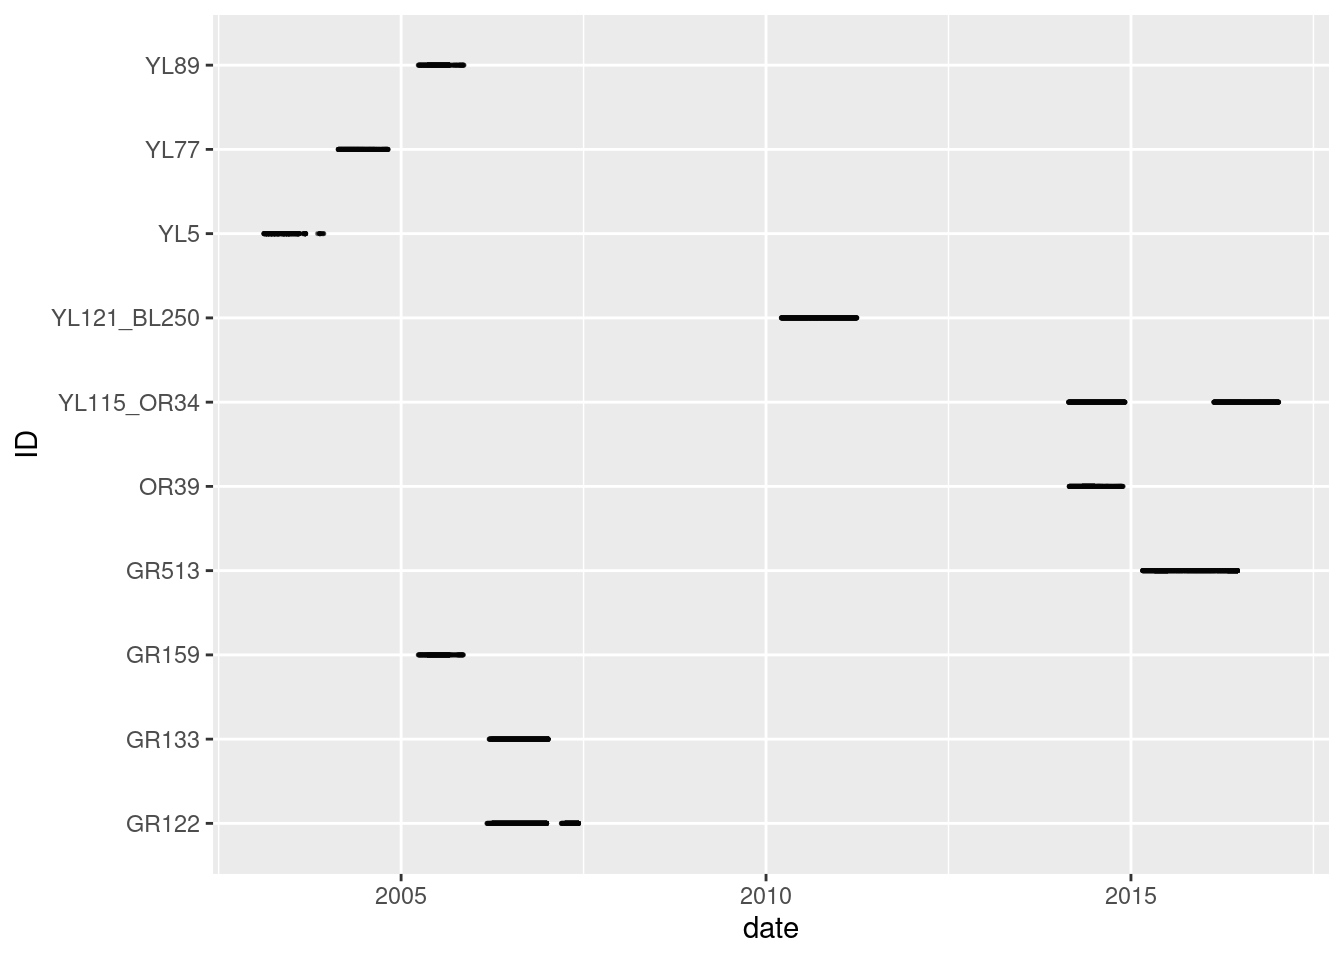 YL89
YL77
YL5
YL121_BL250
YL115_OR34
OR39
GR513
GR159
GR133
GR122
ID
2005 2010 2015
date